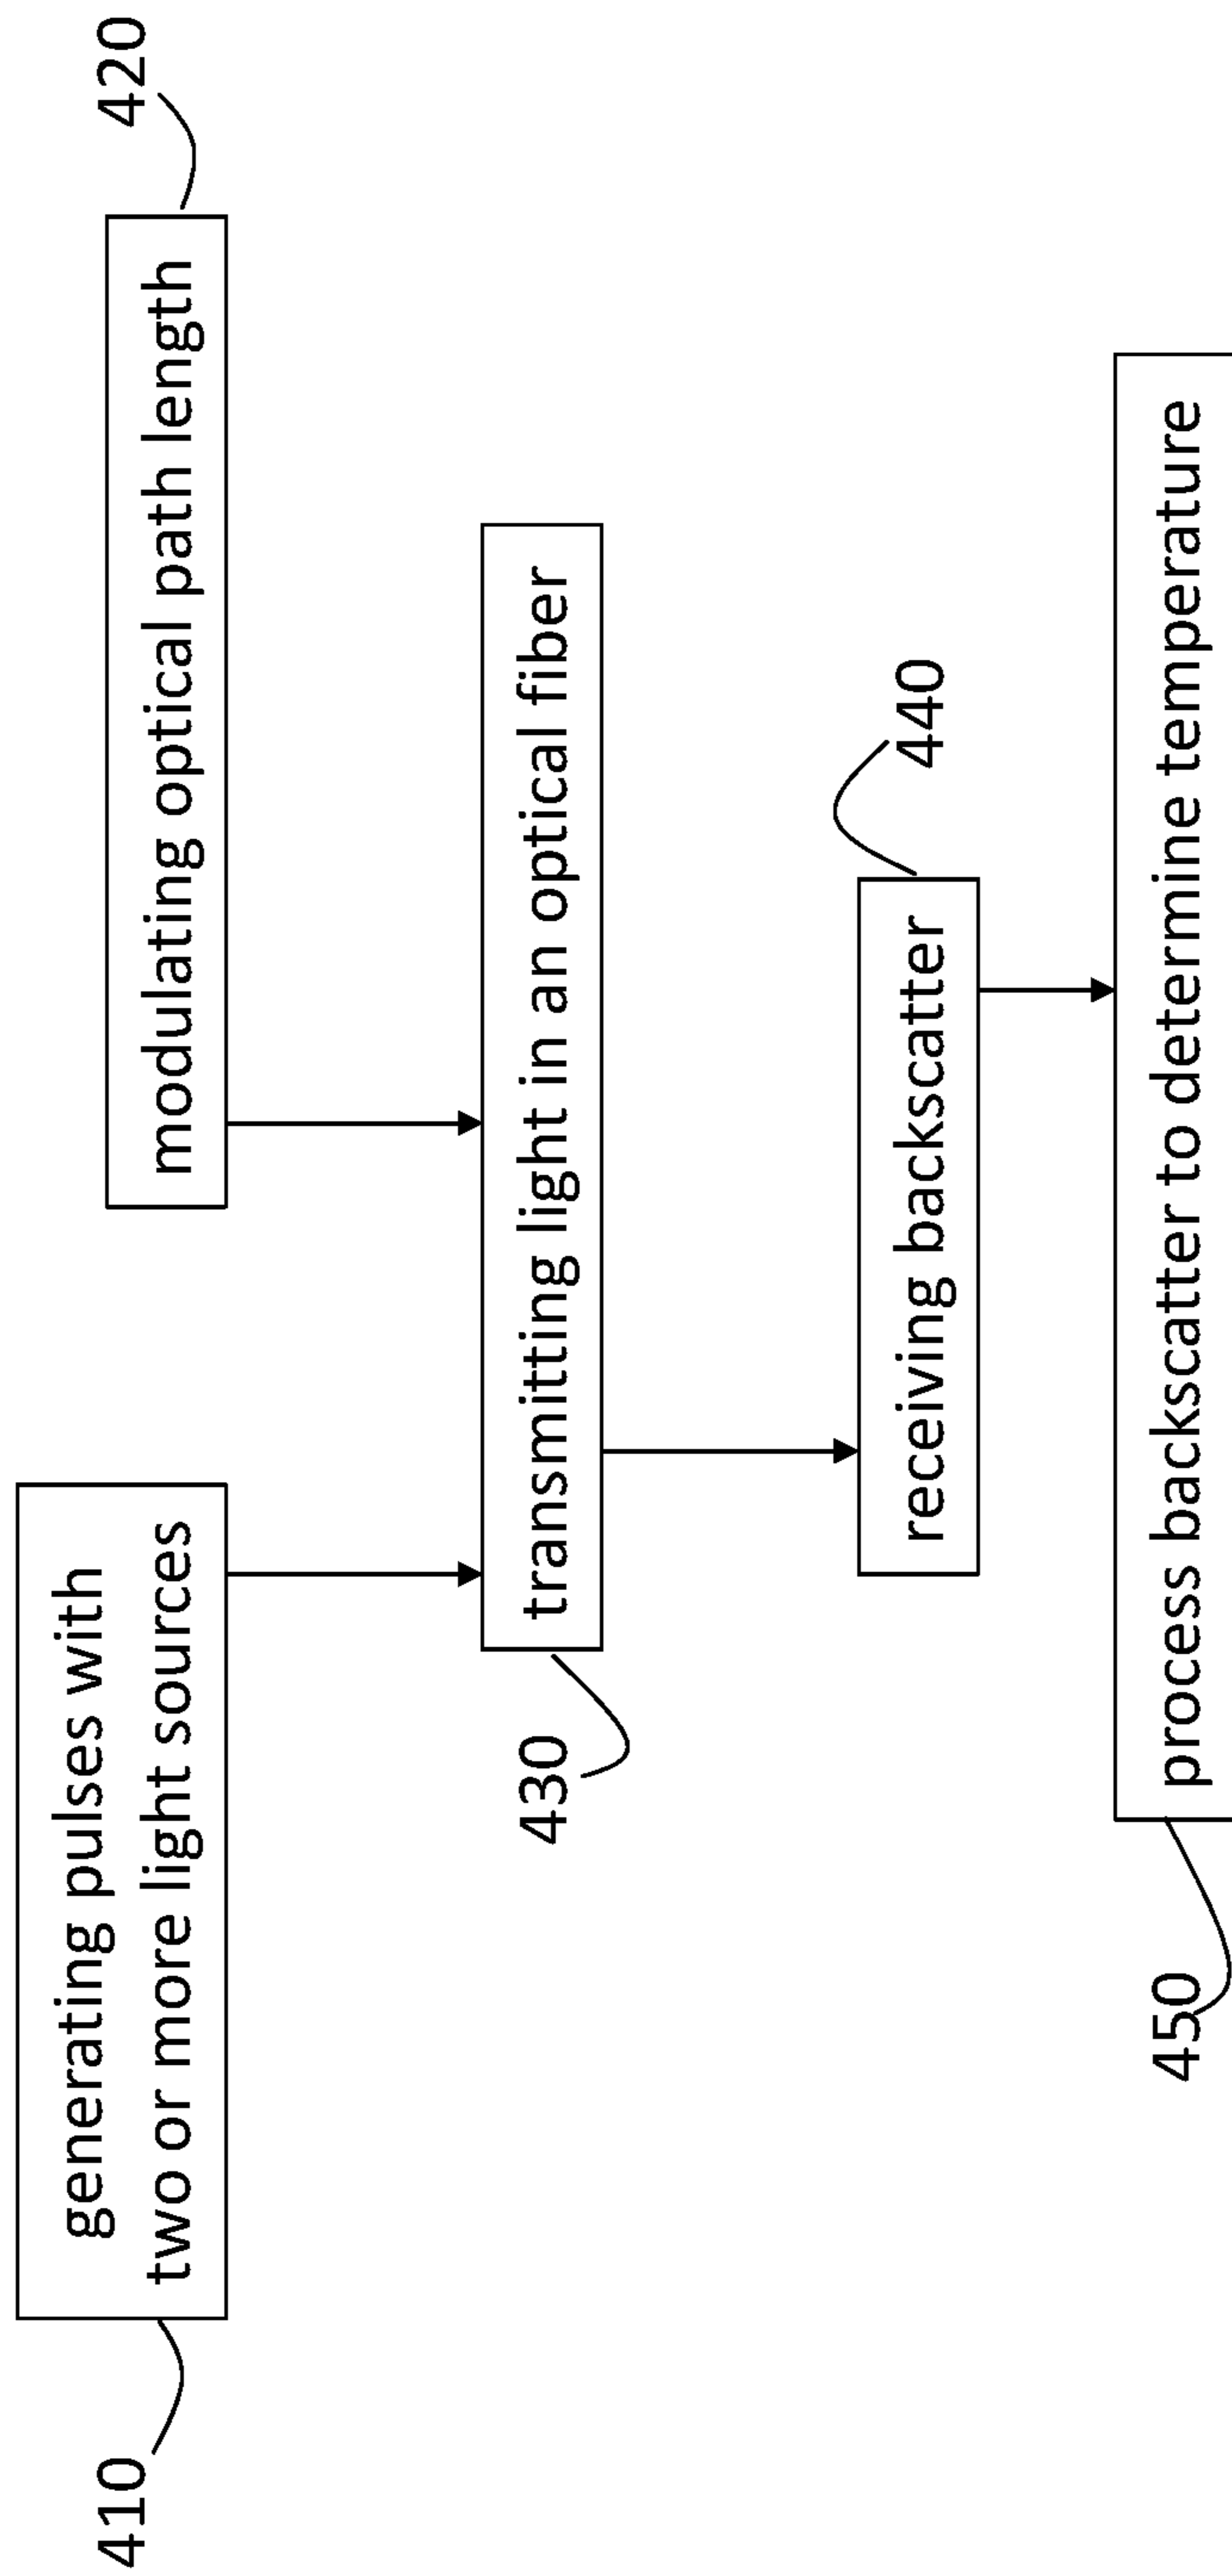 410
generating pulses with
two or more light sources
modulating optical path length
420
430
transmitting light in an optical fiber
receiving backscatter
440
450
process backscatter to determine temperature